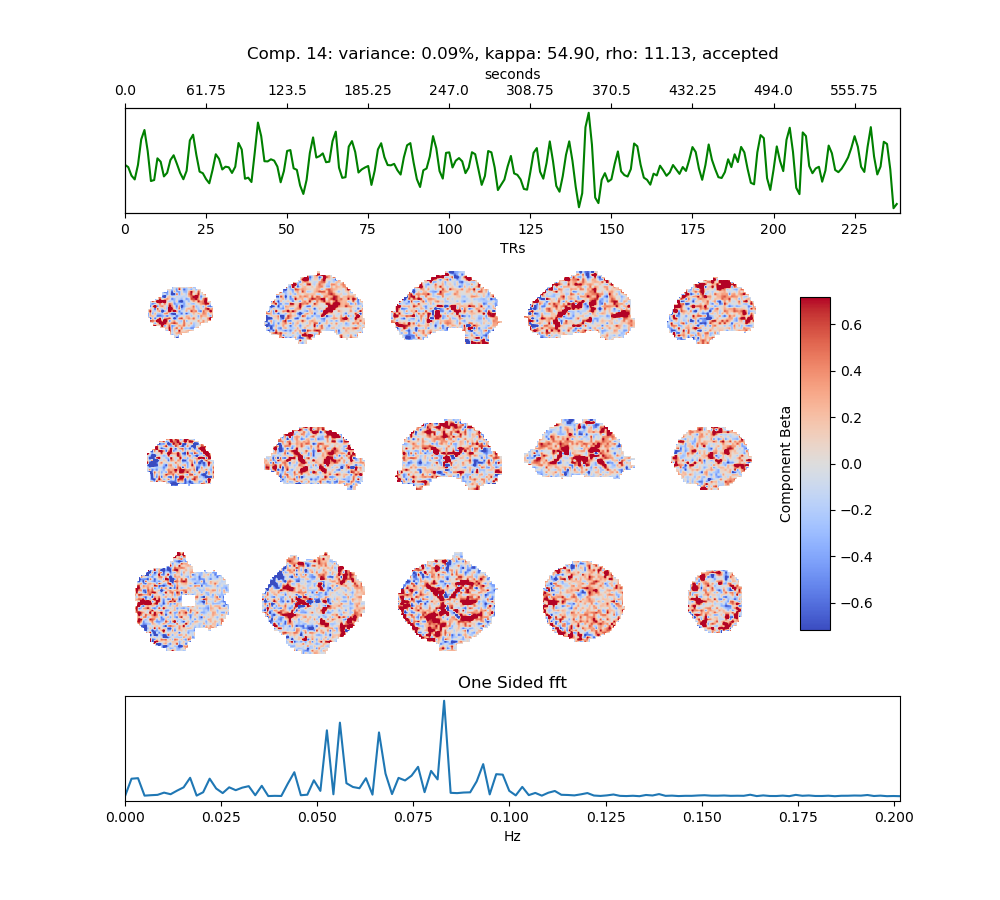 Comp. 14: variance: 0.09%, kappa: 54.90, rho: 11.13, accepted
seconds
0.0 61.75 123.5 185.25 247.0 308.75 370.5 432.25 494.0 555.75
0 25 50 75 100 125 150 175 200 225
TRs
0.6
0.4
0.2
0.0
−0.2
−0.4
−0.6
Component Beta
One Sided fft
0.000 0.025 0.050 0.075 0.100 0.125 0.150 0.175 0.200
Hz